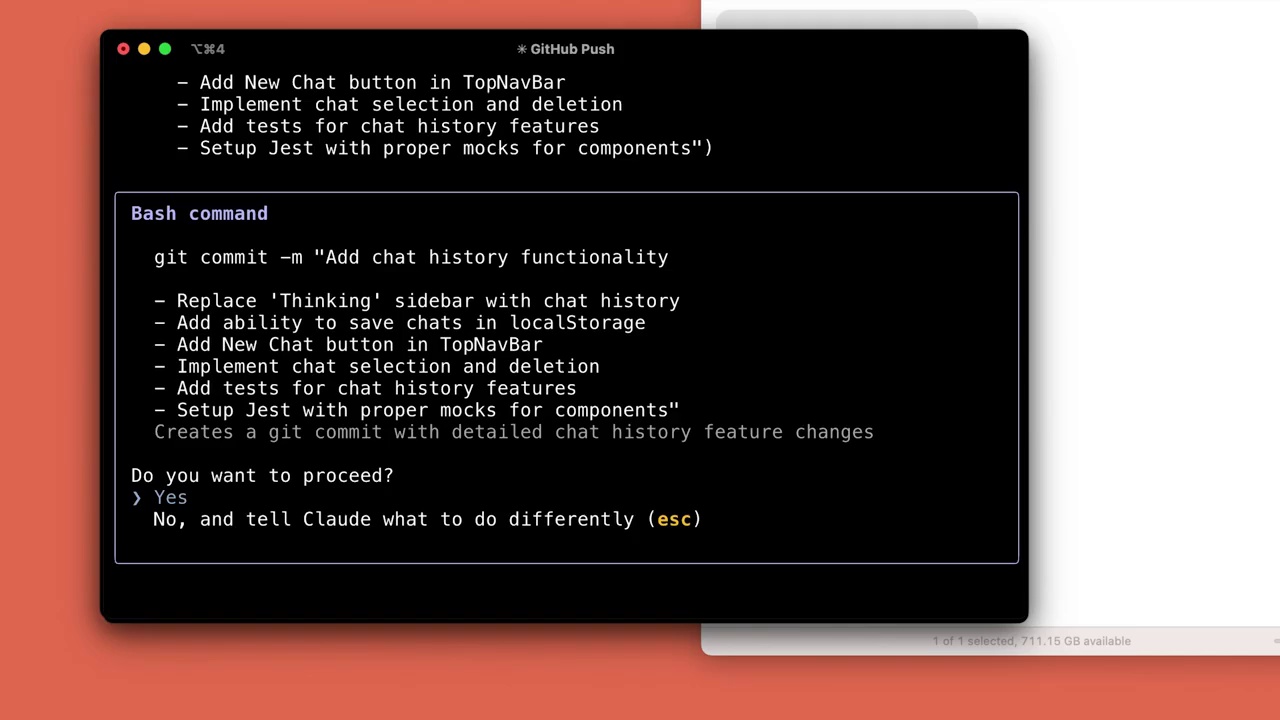 ⌥⌘4
✳ GitHub Push
- Add New Chat button in TopNavBar
- Implement chat selection and deletion
- Add tests for chat history features
- Setup Jest with proper mocks for components")
Bash command
git commit -m "Add chat history functionality
- Replace 'Thinking' sidebar with chat history
- Add ability to save chats in localStorage
- Add New Chat button in TopNavBar
- Implement chat selection and deletion
- Add tests for chat history features
- Setup Jest with proper mocks for components"
Creates a git commit with detailed chat history feature changes
Do you want to proceed?
❯ Yes
No, and tell Claude what to do differently (esc)
1 of 1 selected, 711.15 GB available